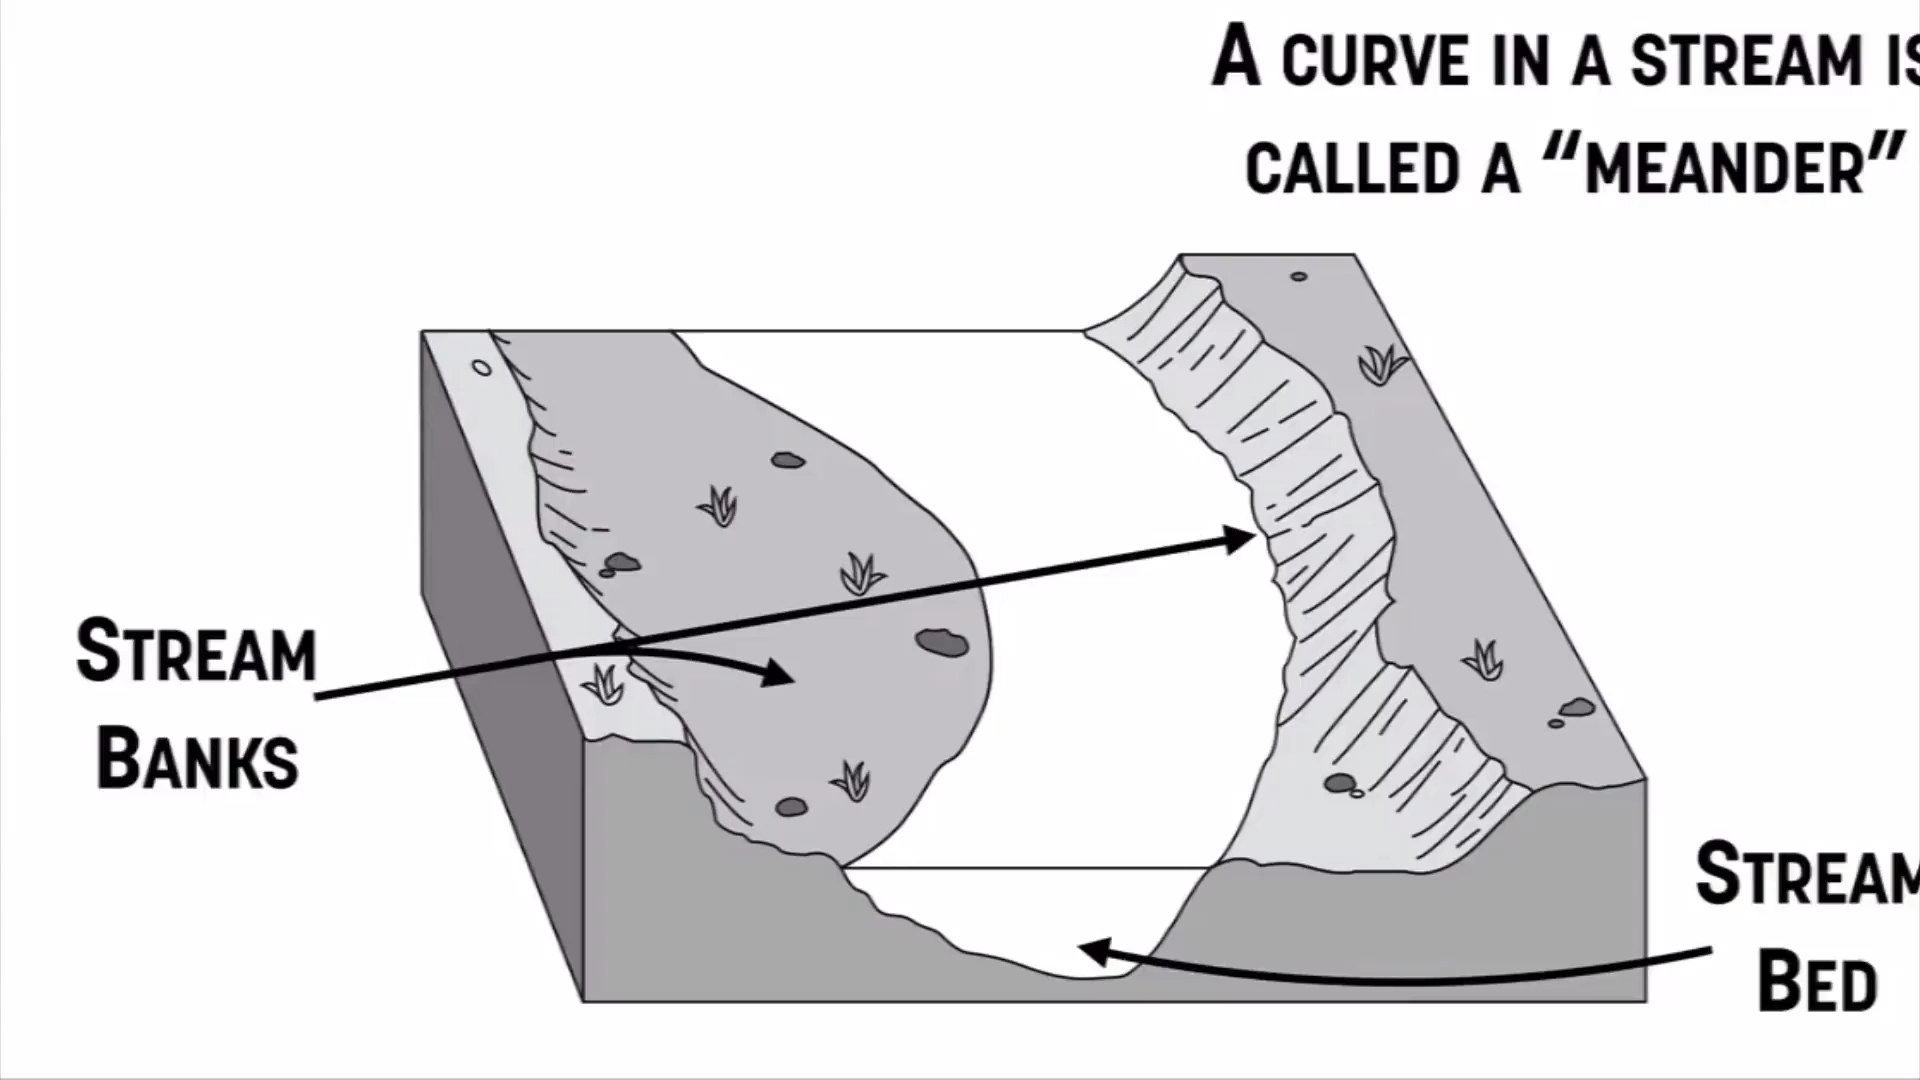 A CURVE IN A STREAM IS
CALLED A “MEANDER”
STREAM
BANKS
STREAM
BED